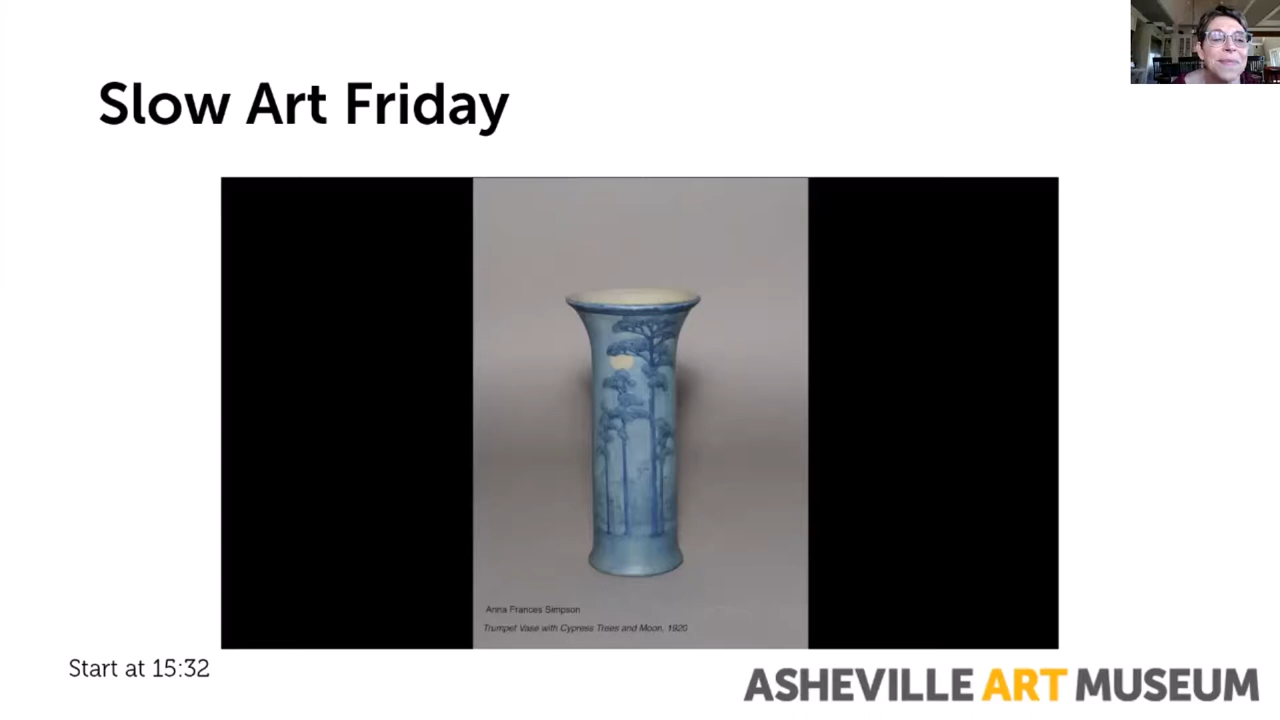 Slow Art Friday
Anna Frances Simpson
Trumpet Vase with Cypress Trees and Moon, 1920
Start at 15:32
ASHEVILLE ART MUSEUM